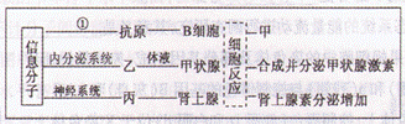 ① 抗原 B细胞 甲
信息分子
内分泌系统 乙 体液 甲状腺 合成并分泌甲状腺激素
神经系统 丙 肾上腺 肾上腺素分泌增加
细胞反应